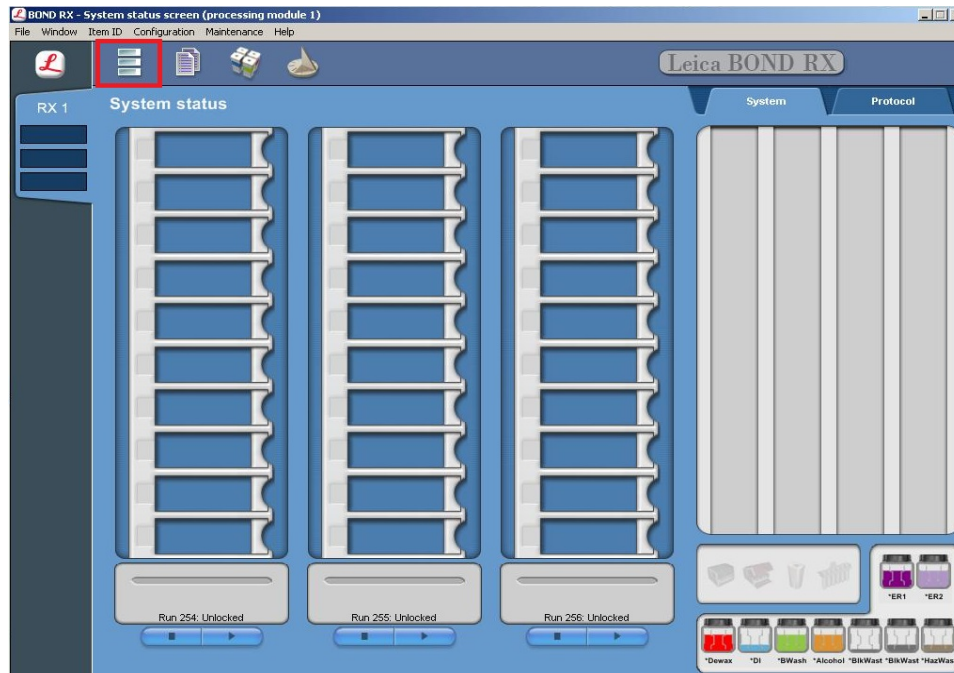 BOND RX - System status screen (processing module 1)
File Window Item ID Configuration Maintenance Help
Leica BOND RX
RX 1
System status
System
Protocol
Run 254: Unlocked
Run 255: Unlocked
Run 256: Unlocked
*ER1 *ER2
*Dewax *DI *BWash *Alcohol *BlkWast *BlkWast *HazWas